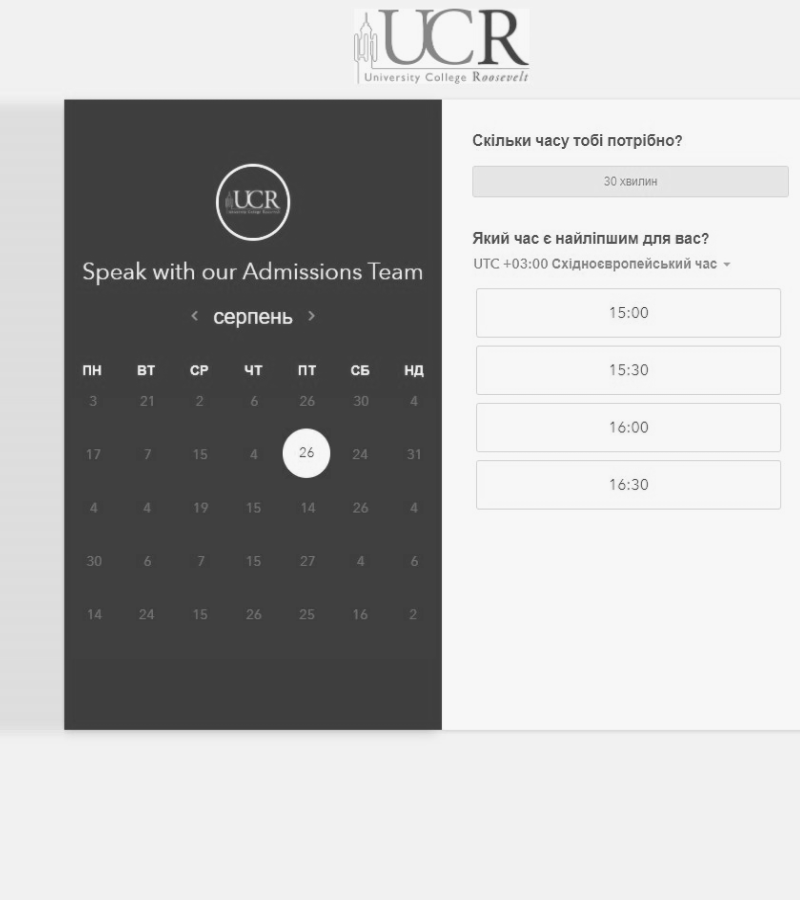 UCR
University College Roosevelt
UCR
Speak with our Admissions Team
< серпень >
ПН ВТ СР ЧТ ПТ СБ НД
3 21 2 6 26 30 4
17 7 15 4 26 24 31
4 4 19 15 14 26 4
30 6 7 15 27 4 6
14 24 15 26 25 16 2
Скільки часу тобі потрібно?
30 хвилин
Який час є найліпшим для вас?
UTC +03:00 Східноєвропейський час
15:00
15:30
16:00
16:30